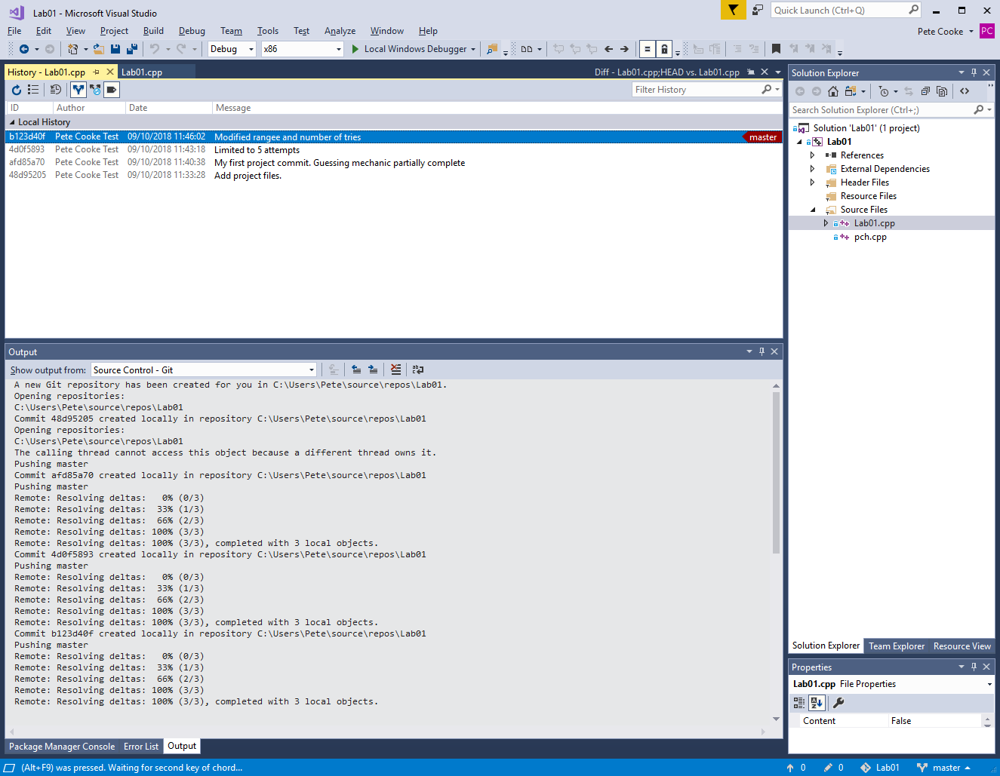 Lab01 - Microsoft Visual Studio
Quick Launch (Ctrl+Q)
File Edit View Project Build Debug Team Tools Test Analyze Window Help
Pete Cooke PC
Debug x86 Local Windows Debugger
History - Lab01.cpp Lab01.cpp Diff - Lab01.cpp;HEAD vs. Lab01.cpp
Filter History
ID Author Date Message
Local History
b123d40f Pete Cooke Test 09/10/2018 11:46:02 Modified rangee and number of tries master
4d0f5893 Pete Cooke Test 09/10/2018 11:43:18 Limited to 5 attempts
afd85a70 Pete Cooke Test 09/10/2018 11:40:38 My first project commit. Guessing mechanic partially complete
48d95205 Pete Cooke Test 09/10/2018 11:33:28 Add project files.
Output
Show output from: Source Control - Git
A new Git repository has been created for you in C:\Users\Pete\source\repos\Lab01.
Opening repositories:
C:\Users\Pete\source\repos\Lab01
Commit 48d95205 created locally in repository C:\Users\Pete\source\repos\Lab01
Opening repositories:
C:\Users\Pete\source\repos\Lab01
The calling thread cannot access this object because a different thread owns it.
Pushing master
Commit afd85a70 created locally in repository C:\Users\Pete\source\repos\Lab01
Pushing master
Remote: Resolving deltas:   0% (0/3)
Remote: Resolving deltas:  33% (1/3)
Remote: Resolving deltas:  66% (2/3)
Remote: Resolving deltas: 100% (3/3)
Remote: Resolving deltas: 100% (3/3), completed with 3 local objects.
Commit 4d0f5893 created locally in repository C:\Users\Pete\source\repos\Lab01
Pushing master
Remote: Resolving deltas:   0% (0/3)
Remote: Resolving deltas:  33% (1/3)
Remote: Resolving deltas:  66% (2/3)
Remote: Resolving deltas: 100% (3/3)
Remote: Resolving deltas: 100% (3/3), completed with 3 local objects.
Commit b123d40f created locally in repository C:\Users\Pete\source\repos\Lab01
Pushing master
Remote: Resolving deltas:   0% (0/3)
Remote: Resolving deltas:  33% (1/3)
Remote: Resolving deltas:  66% (2/3)
Remote: Resolving deltas: 100% (3/3)
Remote: Resolving deltas: 100% (3/3), completed with 3 local objects.
Package Manager Console Error List Output
Solution Explorer
Search Solution Explorer (Ctrl+;)
Solution 'Lab01' (1 project)
Lab01
References
External Dependencies
Header Files
Resource Files
Source Files
Lab01.cpp
pch.cpp
Solution Explorer Team Explorer Resource View
Properties
Lab01.cpp File Properties
Content False
(Alt+F9) was pressed. Waiting for second key of chord... 0 0 Lab01 master